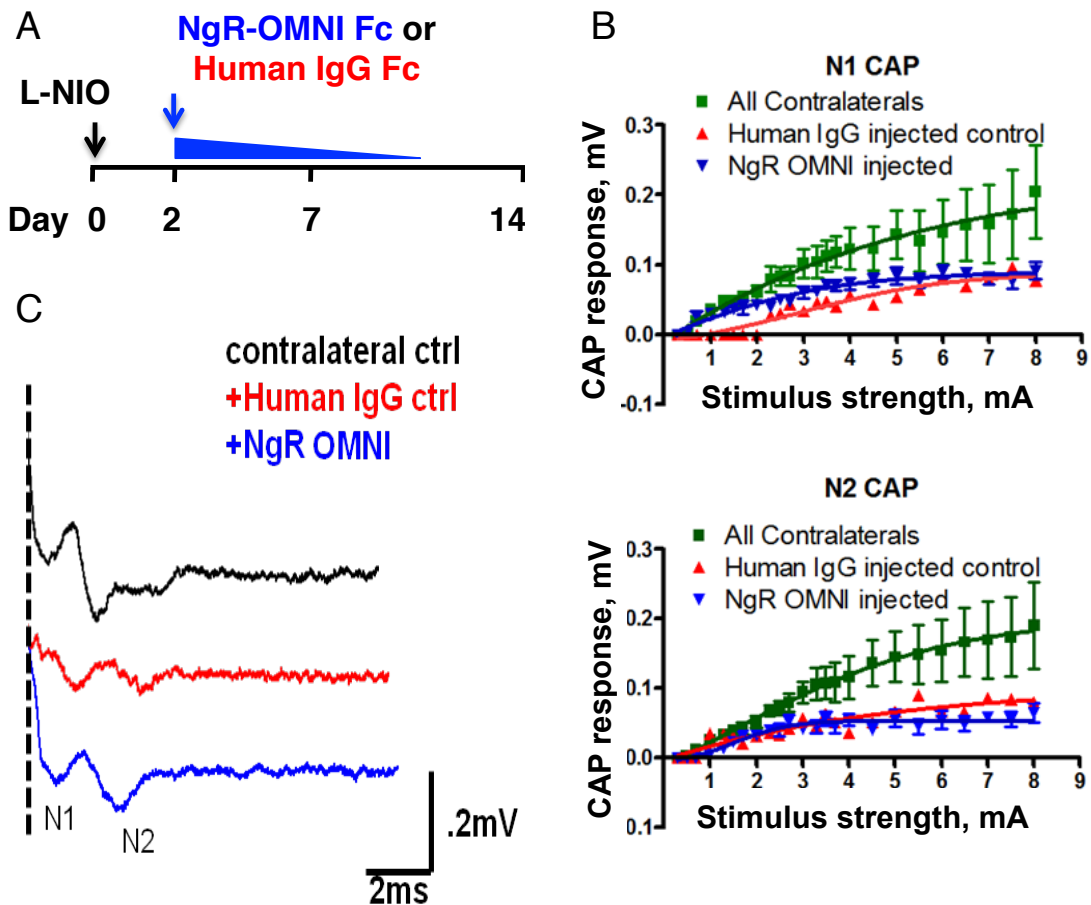 A
NgR-OMNI Fc or
Human IgG Fc
L-NIO
Day 0 2 7 14
B
N1 CAP
All Contralaterals
Human IgG injected control
NgR OMNI injected
CAP response, mV
0.3
0.2
0.1
0.0
-0.1
1 2 3 4 5 6 7 8 9
Stimulus strength, mA
N2 CAP
All Contralaterals
Human IgG injected control
NgR OMNI injected
CAP response, mV
0.3
0.2
0.1
0.0
0.1
1 2 3 4 5 6 7 8 9
Stimulus strength, mA
C
contralateral ctrl
+Human IgG ctrl
+NgR OMNI
N1
N2
.2mV
2ms